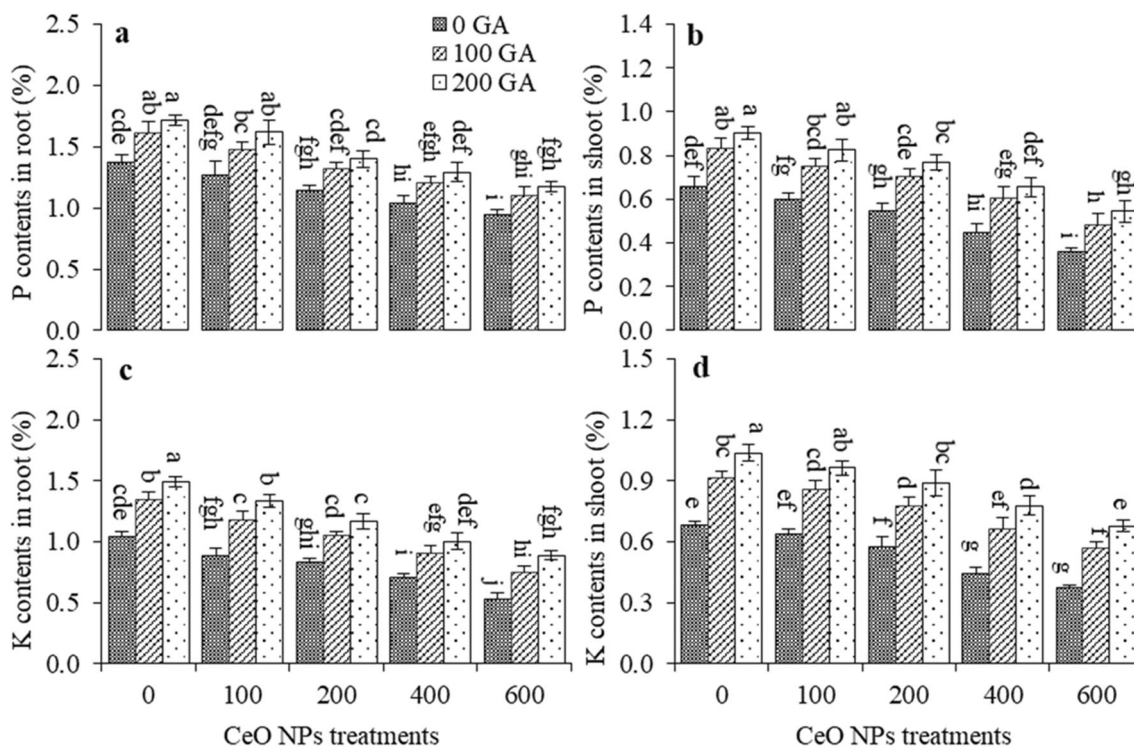 a
0 GA
100 GA
200 GA
P contents in root (%)
2.5
2.0
1.5
1.0
0.5
0.0
cde ab a
defg bc ab
fgh cdef cd
hi efgh def
i ghi fgh
b
P contents in shoot (%)
1.4
1.2
1.0
0.8
0.6
0.4
0.2
0.0
def ab a
fg bcd ab
gh cde bc
hi efg def
i h gh
c
K contents in root (%)
2.5
2.0
1.5
1.0
0.5
0.0
cde b a
fgh c b
ghi cd c
i efg def
j hi fgh
0 100 200 400 600
CeO NPs treatments
d
K contents in shoot (%)
1.5
1.2
0.9
0.6
0.3
0.0
e bc a
ef cd ab
f d bc
g ef d
g f e
0 100 200 400 600
CeO NPs treatments